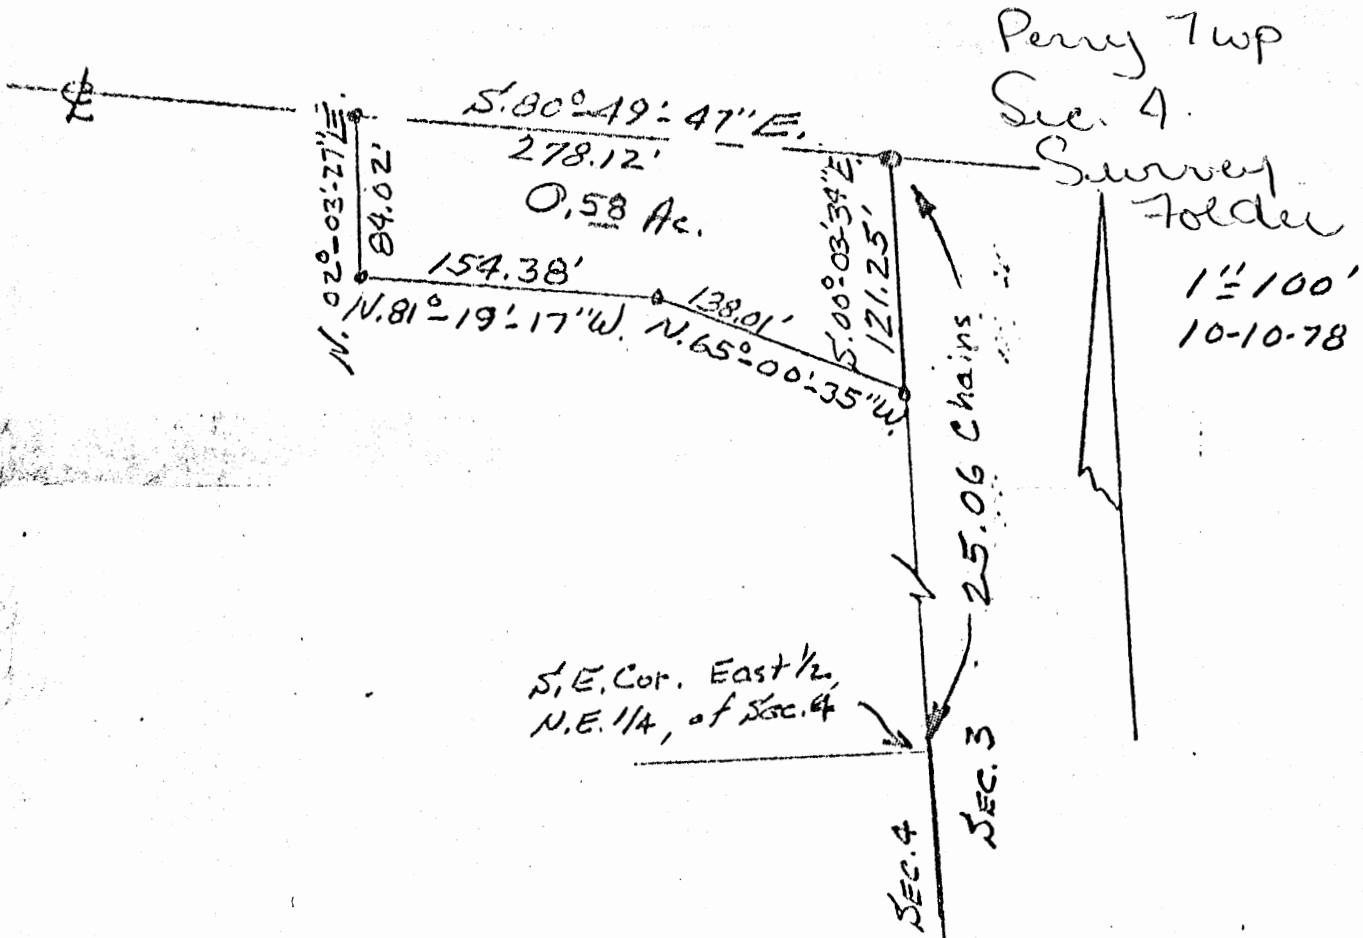 Perry Twp
Sec. 4.
Survey
Folder
1"=100'
10-10-78
℄
S.80°-49'-47"E.
278.12'
0.58 Ac.
N.02°-03'-27"E.
84.02'
154.38'
N.81°-19'-17"W.
138.01'
N.65°-00'-35"W.
S.00°-03'-34"E.
121.25'
25.06 Chains
S.E. Cor. East 1/2,
N.E. 1/4, of Sec. 4
SEC. 4
SEC. 3